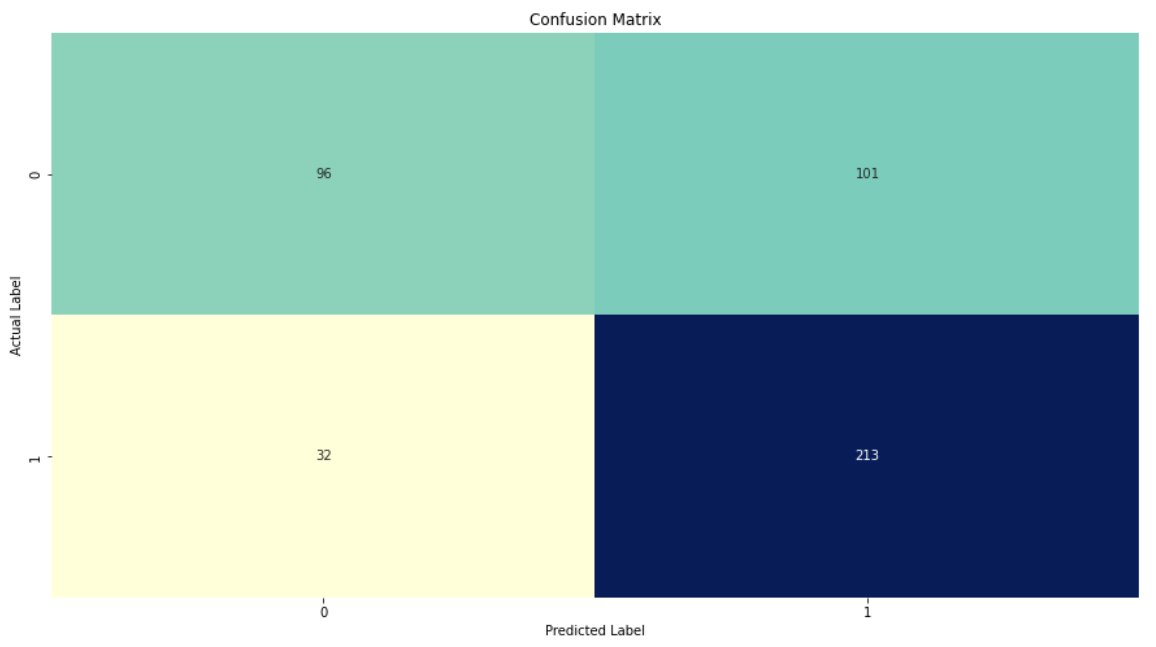 Confusion Matrix
96 101
0
Actual Label
32 213
1
0 1
Predicted Label